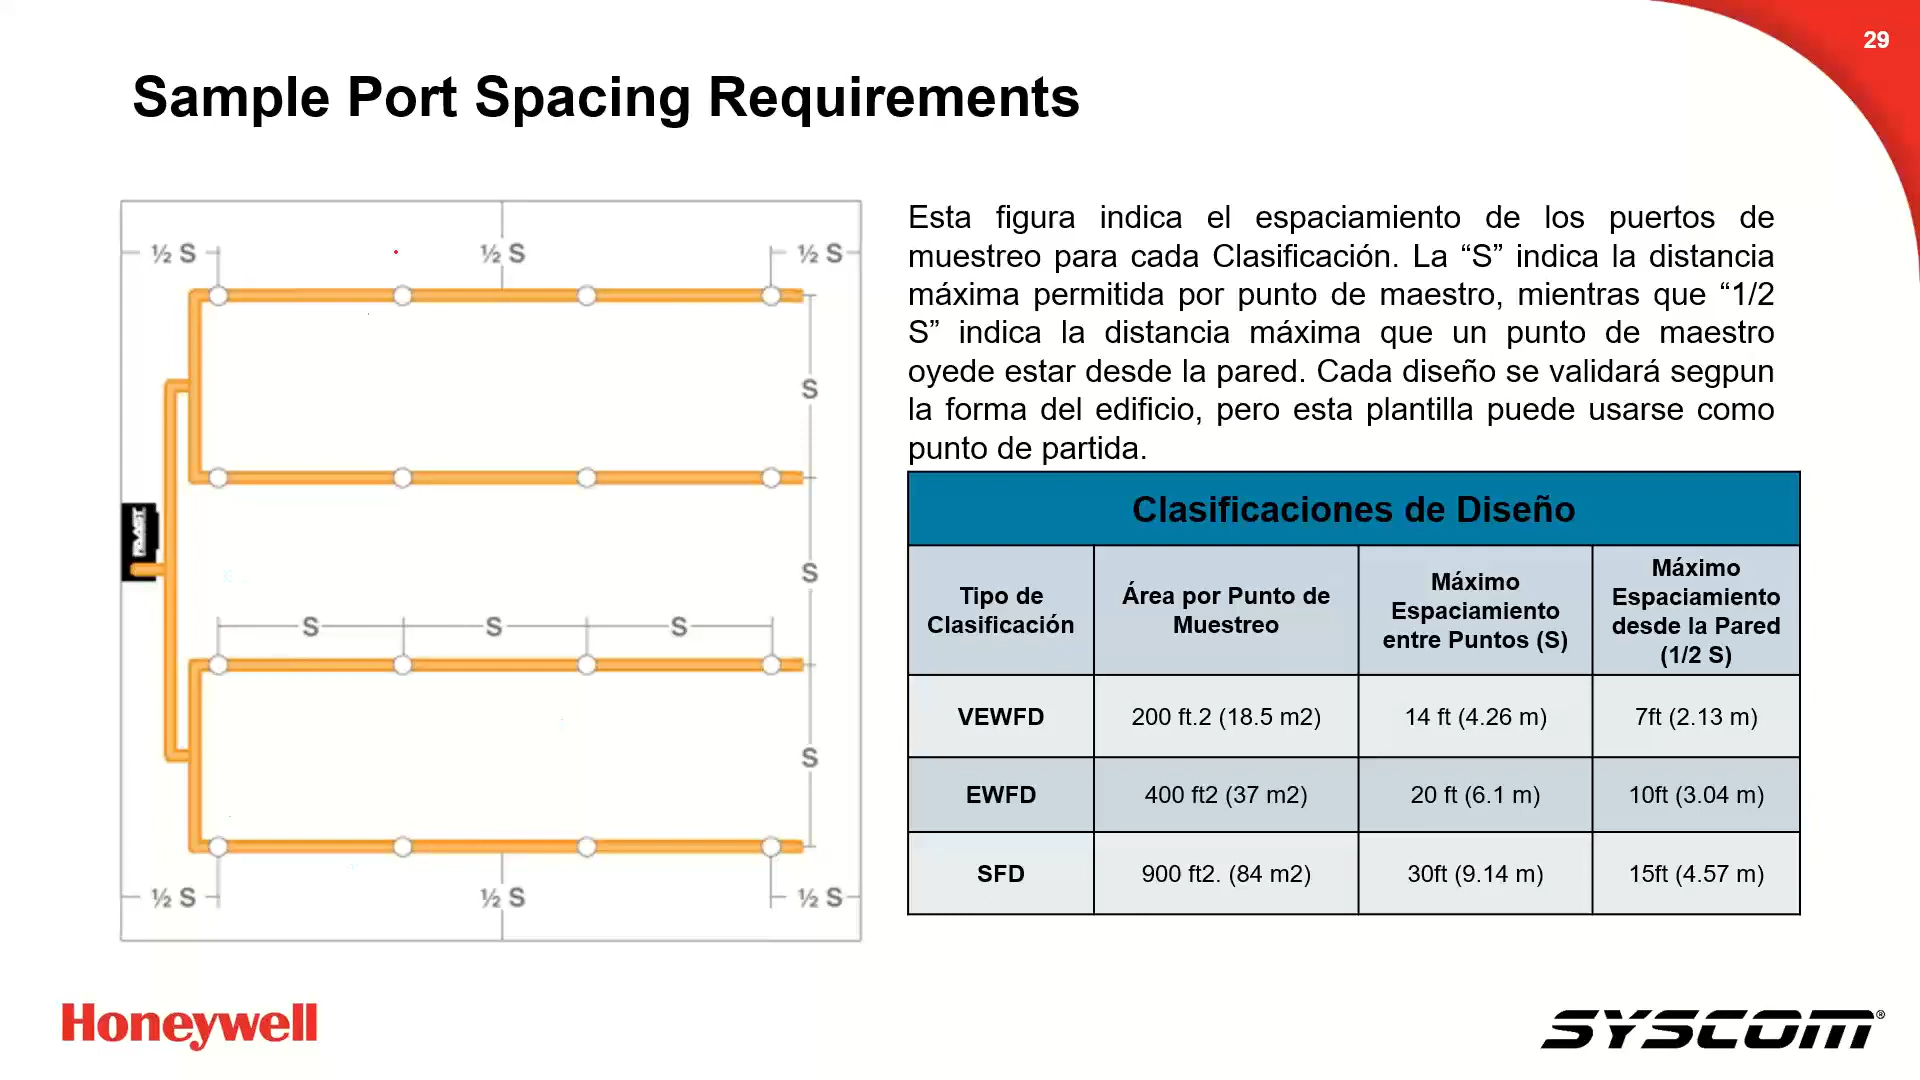 29
Sample Port Spacing Requirements
½ S ½ S ½ S
S
S
S S S
S
½ S ½ S ½ S
FAAST
Esta figura indica el espaciamiento de los puertos de
muestreo para cada Clasificación. La “S” indica la distancia
máxima permitida por punto de maestro, mientras que “1/2
S” indica la distancia máxima que un punto de maestro
oyede estar desde la pared. Cada diseño se validará segpun
la forma del edificio, pero esta plantilla puede usarse como
punto de partida.
Clasificaciones de Diseño
Tipo de
Clasificación
Área por Punto de
Muestreo
Máximo
Espaciamiento
entre Puntos (S)
Máximo
Espaciamiento
desde la Pared
(1/2 S)
VEWFD 200 ft.2 (18.5 m2) 14 ft (4.26 m) 7ft (2.13 m)
EWFD 400 ft2 (37 m2) 20 ft (6.1 m) 10ft (3.04 m)
SFD 900 ft2. (84 m2) 30ft (9.14 m) 15ft (4.57 m)
Honeywell
SYSCOM®